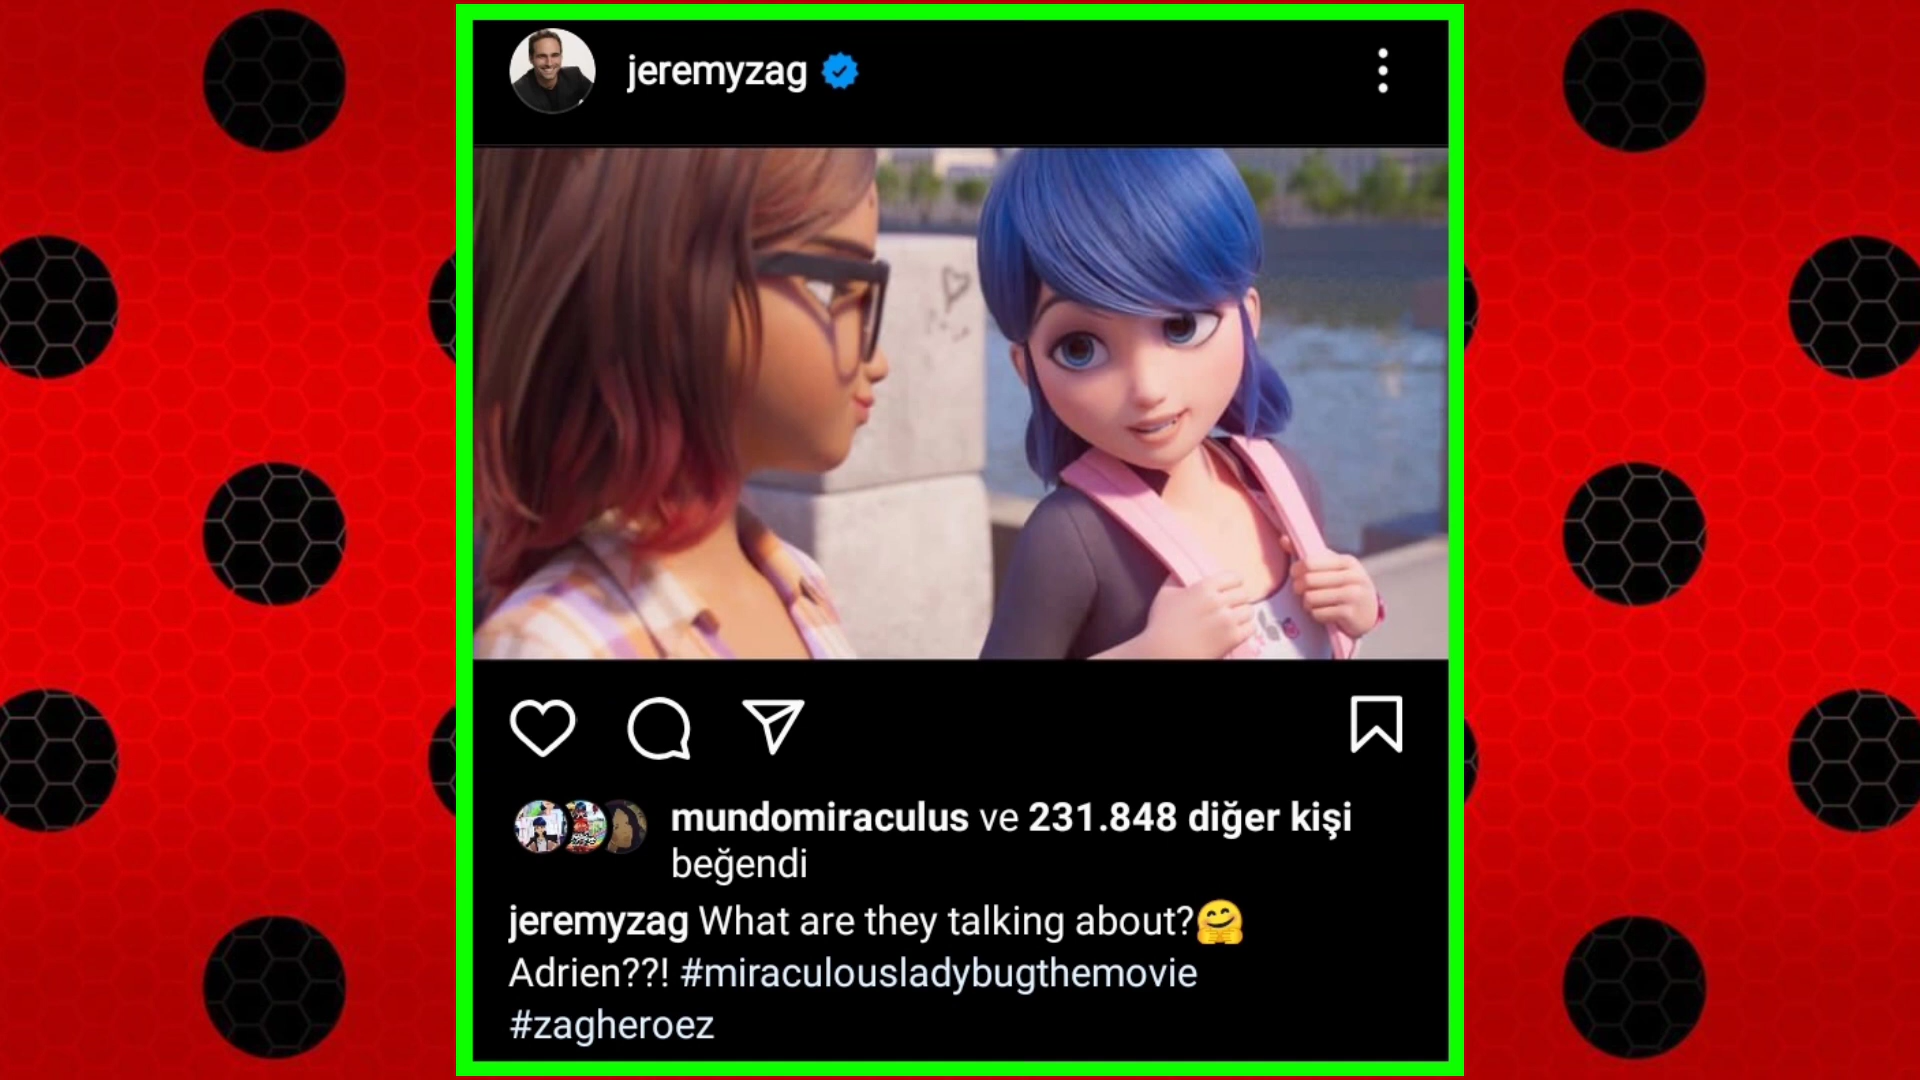 jeremyzag
mundomiraculus ve 231.848 diğer kişi
beğendi
jeremyzag What are they talking about?🤗
Adrien??! #miraculousladybugthemovie
#zagheroez